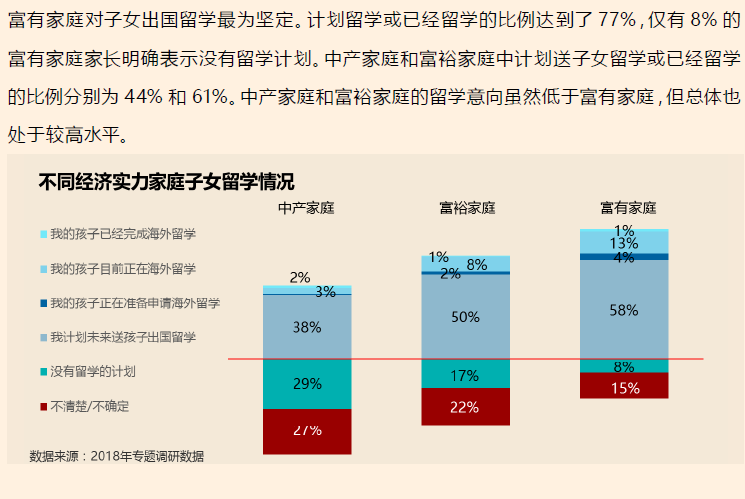 富有家庭对子女出国留学最为坚定。计划留学或已经留学的比例达到了 77%,仅有 8% 的
富有家庭家长明确表示没有留学计划。中产家庭和富裕家庭中计划送子女留学或已经留学
的比例分别为 44% 和 61%。中产家庭和富裕家庭的留学意向虽然低于富有家庭,但总体也
处于较高水平。
不同经济实力家庭子女留学情况
中产家庭 富裕家庭 富有家庭
我的孩子已经完成海外留学
我的孩子目前正在海外留学
我的孩子正在准备申请海外留学
我计划未来送孩子出国留学
没有留学的计划
不清楚/不确定
2%
3%
38%
29%
27%
1%
8%
2%
50%
17%
22%
1%
13%
4%
58%
8%
15%
数据来源:2018年专题调研数据